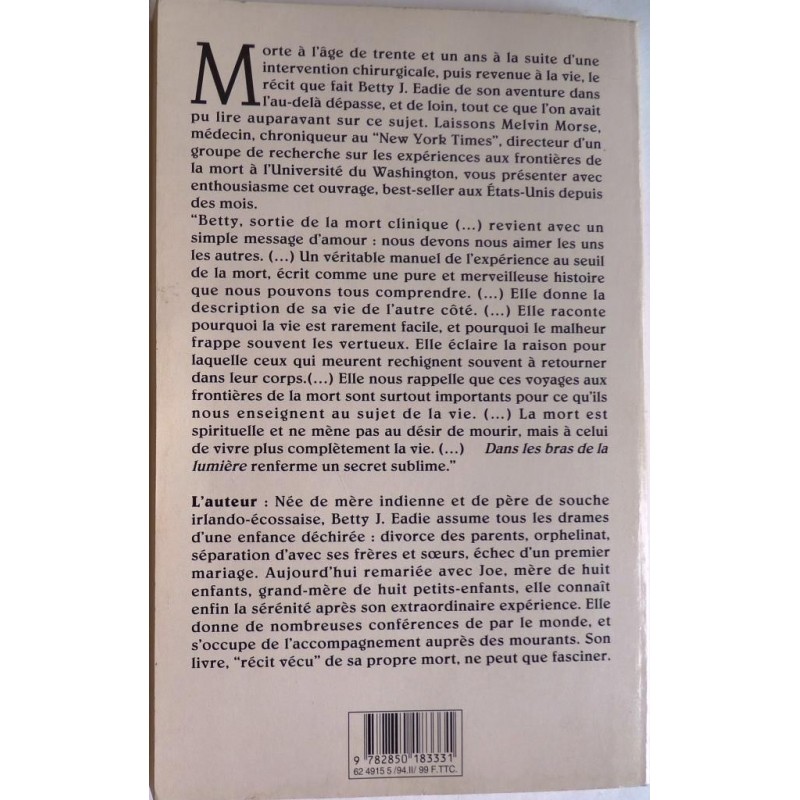 Morte à l'âge de trente et un ans à la suite d'une
intervention chirurgicale, puis revenue à la vie, le
récit que fait Betty J. Eadie de son aventure dans
l'au-delà dépasse, et de loin, tout ce que l'on avait
pu lire auparavant sur ce sujet. Laissons Melvin Morse,
médecin, chroniqueur au "New York Times", directeur d'un
groupe de recherche sur les expériences aux frontières de
la mort à l'Université du Washington, vous présenter avec
enthousiasme cet ouvrage, best-seller aux États-Unis depuis
des mois.
"Betty, sortie de la mort clinique (...) revient avec un
simple message d'amour : nous devons nous aimer les uns
les autres. (...) Un véritable manuel de l'expérience au seuil
de la mort, écrit comme une pure et merveilleuse histoire
que nous pouvons tous comprendre. (...) Elle donne la
description de sa vie de l'autre côté. (...) Elle raconte
pourquoi la vie est rarement facile, et pourquoi le malheur
frappe souvent les vertueux. Elle éclaire la raison pour
laquelle ceux qui meurent rechignent souvent à retourner
dans leur corps.(...) Elle nous rappelle que ces voyages aux
frontières de la mort sont surtout importants pour ce qu'ils
nous enseignent au sujet de la vie. (...) La mort est
spirituelle et ne mène pas au désir de mourir, mais à celui
de vivre plus complètement la vie. (...) Dans les bras de la
lumière renferme un secret sublime."
L'auteur : Née de mère indienne et de père de souche
irlando-écossaise, Betty J. Eadie assume tous les drames
d'une enfance déchirée : divorce des parents, orphelinat,
séparation d'avec ses frères et sœurs, échec d'un premier
mariage. Aujourd'hui remariée avec Joe, mère de huit
enfants, grand-mère de huit petits-enfants, elle connaît
enfin la sérénité après son extraordinaire expérience. Elle
donne de nombreuses conférences de par le monde, et
s'occupe de l'accompagnement auprès des mourants. Son
livre, "récit vécu" de sa propre mort, ne peut que fasciner.
9 782850 183331
62 4915 5 /94.II/ 99 F.TTC.